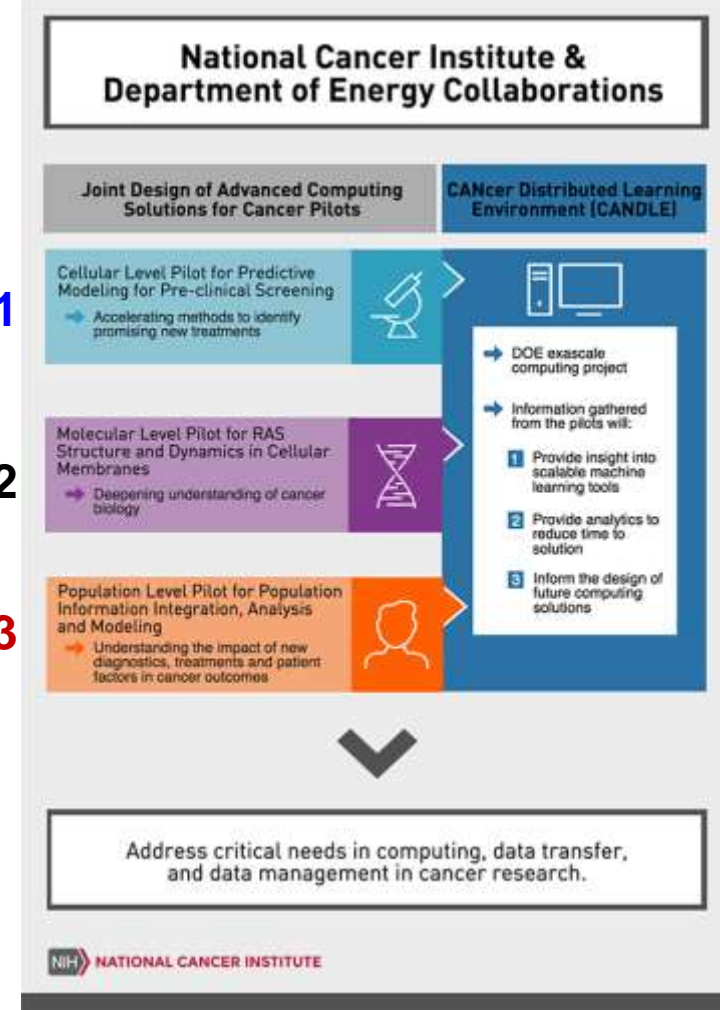 National Cancer Institute &
Department of Energy Collaborations
Joint Design of Advanced Computing
Solutions for Cancer Pilots
CANcer Distributed Learning
Environment (CANDLE)
1
Cellular Level Pilot for Predictive
Modeling for Pre-clinical Screening
Accelerating methods to identify
promising new treatments
2
Molecular Level Pilot for RAS
Structure and Dynamics in Cellular
Membranes
Deepening understanding of cancer
biology
3
Population Level Pilot for Population
Information Integration, Analysis
and Modeling
Understanding the impact of new
diagnostics, treatments and patient
factors in cancer outcomes
DOE exascale
computing project
Information gathered
from the pilots will:
1 Provide insight into
scalable machine
learning tools
2 Provide analytics to
reduce time to
solution
3 Inform the design of
future computing
solutions
Address critical needs in computing, data transfer,
and data management in cancer research.
NIH NATIONAL CANCER INSTITUTE